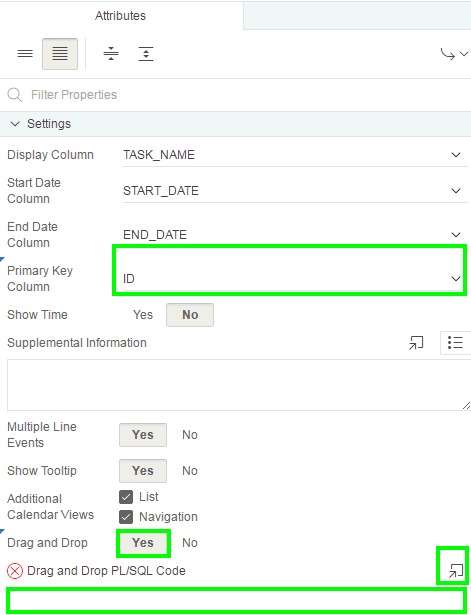 Attributes
Filter Properties
Settings
Display Column TASK_NAME
Start Date
Column START_DATE
End Date
Column END_DATE
Primary Key
Column ID
Show Time Yes No
Supplemental Information
Multiple Line
Events Yes No
Show Tooltip Yes No
Additional
Calendar Views List
Navigation
Drag and Drop Yes No
Drag and Drop PL/SQL Code